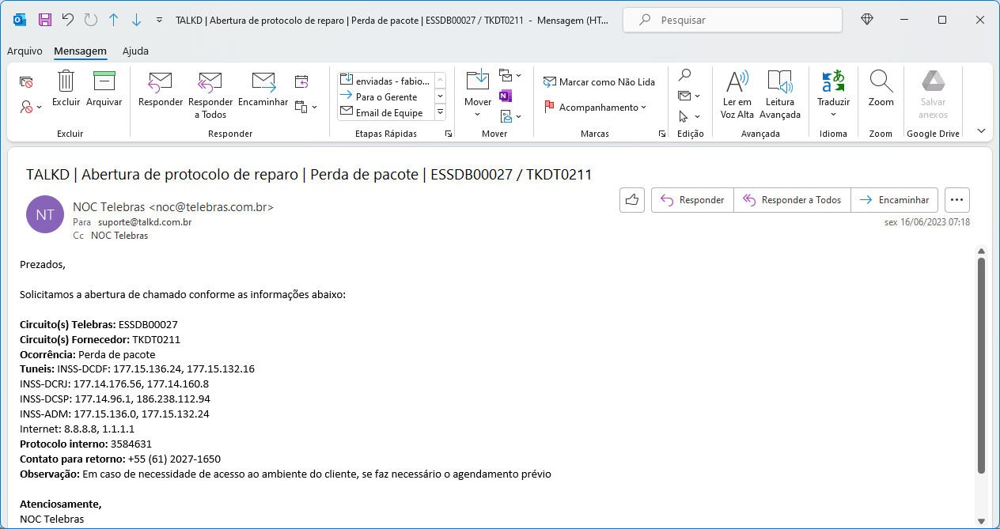 TALKD | Abertura de protocolo de reparo | Perda de pacote | ESSDB00027 / TKDT0211 - Mensagem (HT...
Pesquisar
Arquivo Mensagem Ajuda
Excluir
Arquivar
Excluir
Responder
Responder a Todos
Encaminhar
Responder
enviadas - fabio...
Para o Gerente
Email de Equipe
Etapas Rápidas
Mover
Mover
Marcar como Não Lida
Acompanhamento
Marcas
Edição
Ler em Voz Alta
Leitura Avançada
Avançada
Traduzir
Idioma
Zoom
Zoom
Salvar anexos
Google Drive
TALKD | Abertura de protocolo de reparo | Perda de pacote | ESSDB00027 / TKDT0211
NT
NOC Telebras <noc@telebras.com.br>
Para suporte@talkd.com.br
Cc NOC Telebras
Responder
Responder a Todos
Encaminhar
sex 16/06/2023 07:18
Prezados,
Solicitamos a abertura de chamado conforme as informações abaixo:
Circuito(s) Telebras: ESSDB00027
Circuito(s) Fornecedor: TKDT0211
Ocorrência: Perda de pacote
Tuneis: INSS-DCDF: 177.15.136.24, 177.15.132.16
INSS-DCRJ: 177.14.176.56, 177.14.160.8
INSS-DCSP: 177.14.96.1, 186.238.112.94
INSS-ADM: 177.15.136.0, 177.15.132.24
Internet: 8.8.8.8, 1.1.1.1
Protocolo interno: 3584631
Contato para retorno: +55 (61) 2027-1650
Observação: Em caso de necessidade de acesso ao ambiente do cliente, se faz necessário o agendamento prévio
Atenciosamente,
NOC Telebras